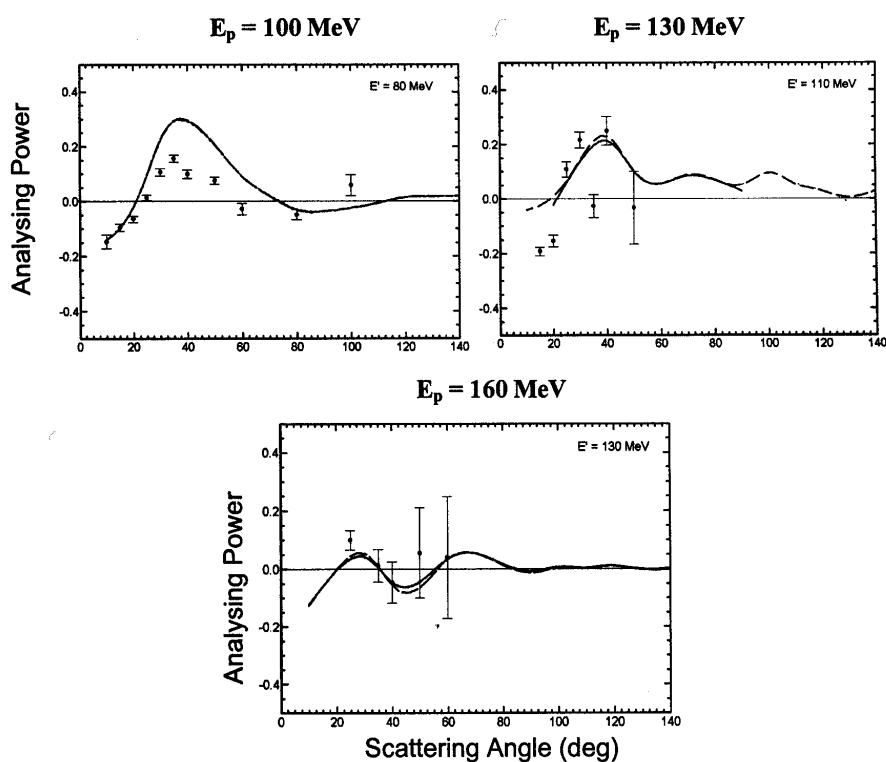 Eₚ = 100 MeV
Eₚ = 130 MeV
Analysing Power
0.4
0.2
0.0
-0.2
-0.4
E' = 80 MeV
0 20 40 60 80 100 120 140
0.4
0.2
0.0
-0.2
-0.4
E' = 110 MeV
0 20 40 60 80 100 120 140
Eₚ = 160 MeV
Analysing Power
0.4
0.2
0.0
-0.2
-0.4
E' = 130 MeV
0 20 40 60 80 100 120 140
Scattering Angle (deg)